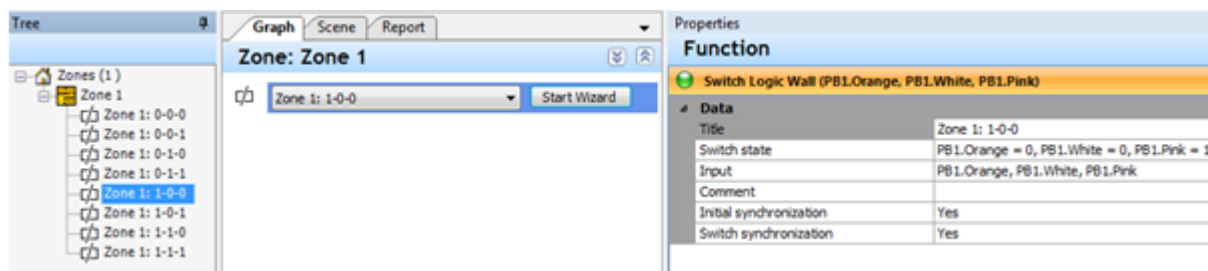 Tree
Zones (1 )
Zone 1
Zone 1: 0-0-0
Zone 1: 0-0-1
Zone 1: 0-1-0
Zone 1: 0-1-1
Zone 1: 1-0-0
Zone 1: 1-0-1
Zone 1: 1-1-0
Zone 1: 1-1-1
Graph Scene Report
Zone: Zone 1
Zone 1: 1-0-0 Start Wizard
Properties
Function
Switch Logic Wall (PB1.Orange, PB1.White, PB1.Pink)
Data
Title Zone 1: 1-0-0
Switch state PB1.Orange = 0, PB1.White = 0, PB1.Pink = 1
Input PB1.Orange, PB1.White, PB1.Pink
Comment
Initial synchronization Yes
Switch synchronization Yes